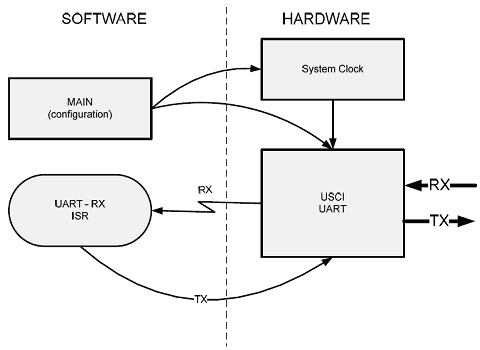 SOFTWARE
HARDWARE
System Clock
MAIN
(configuration)
USCI
UART
RX
TX
UART - RX
ISR
RX
TX